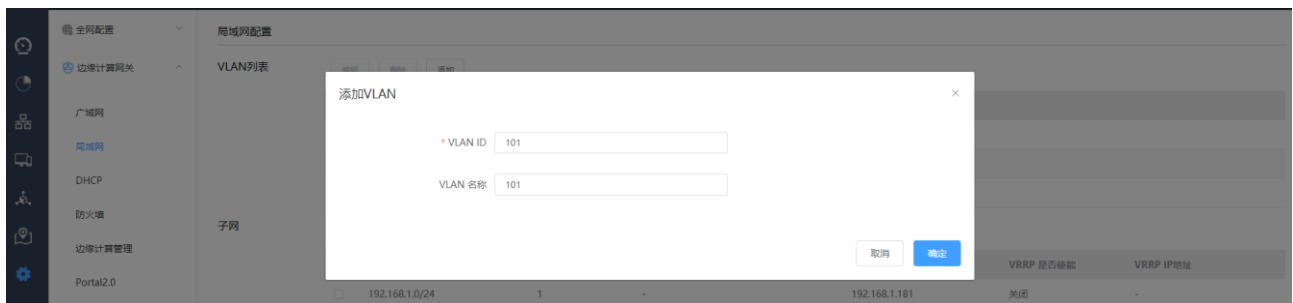 全网配置
边缘计算网关
广域网
局域网
DHCP
防火墙
边缘计算管理
Portal2.0
局域网配置
VLAN列表
编辑 删除 添加
添加VLAN ×
* VLAN ID 101
VLAN 名称 101
取消 确定
子网
VRRP 是否使能 VRRP IP地址
192.168.1.0/24 1 - 192.168.1.181 关闭 -